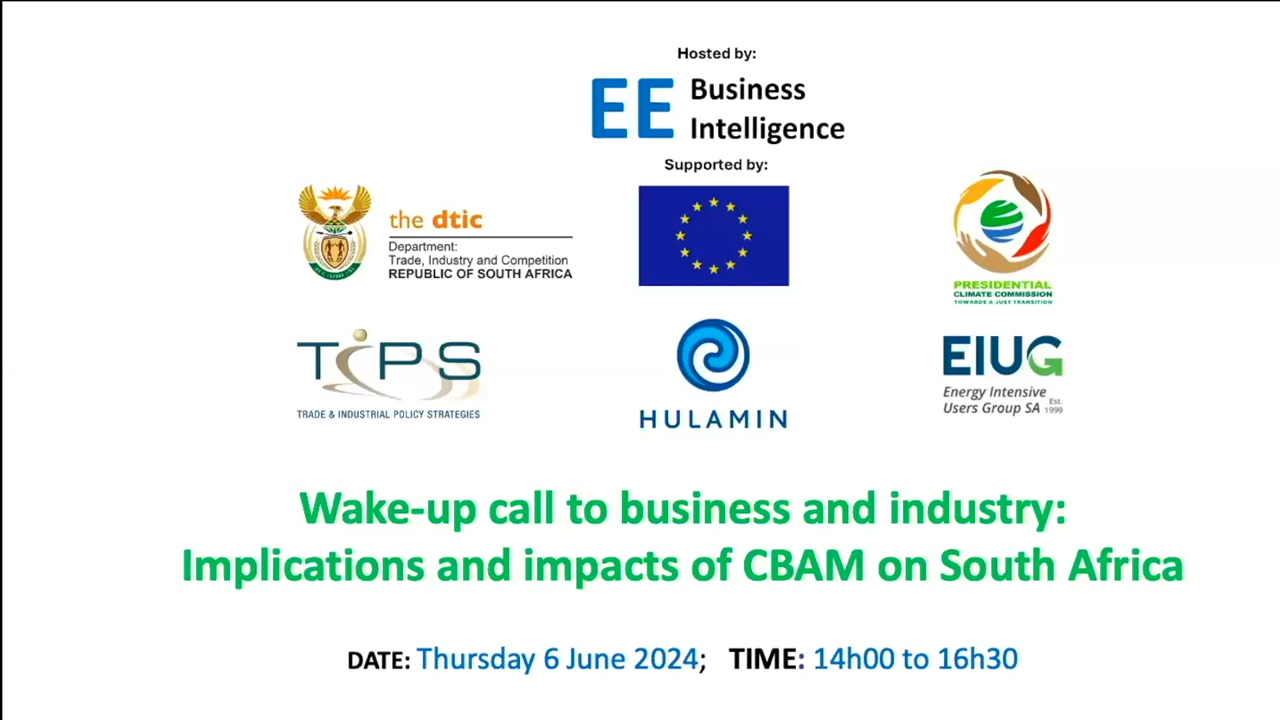 Hosted by:
EE Business
Intelligence
Supported by:
the dtic
Department:
Trade, Industry and Competition
REPUBLIC OF SOUTH AFRICA
PRESIDENTIAL
CLIMATE COMMISSION
TOWARDS A JUST TRANSITION
TIPS
TRADE & INDUSTRIAL POLICY STRATEGIES
HULAMIN
EIUG
Energy Intensive
Users Group SA Est. 1999
Wake-up call to business and industry:
Implications and impacts of CBAM on South Africa
DATE: Thursday 6 June 2024; TIME: 14h00 to 16h30